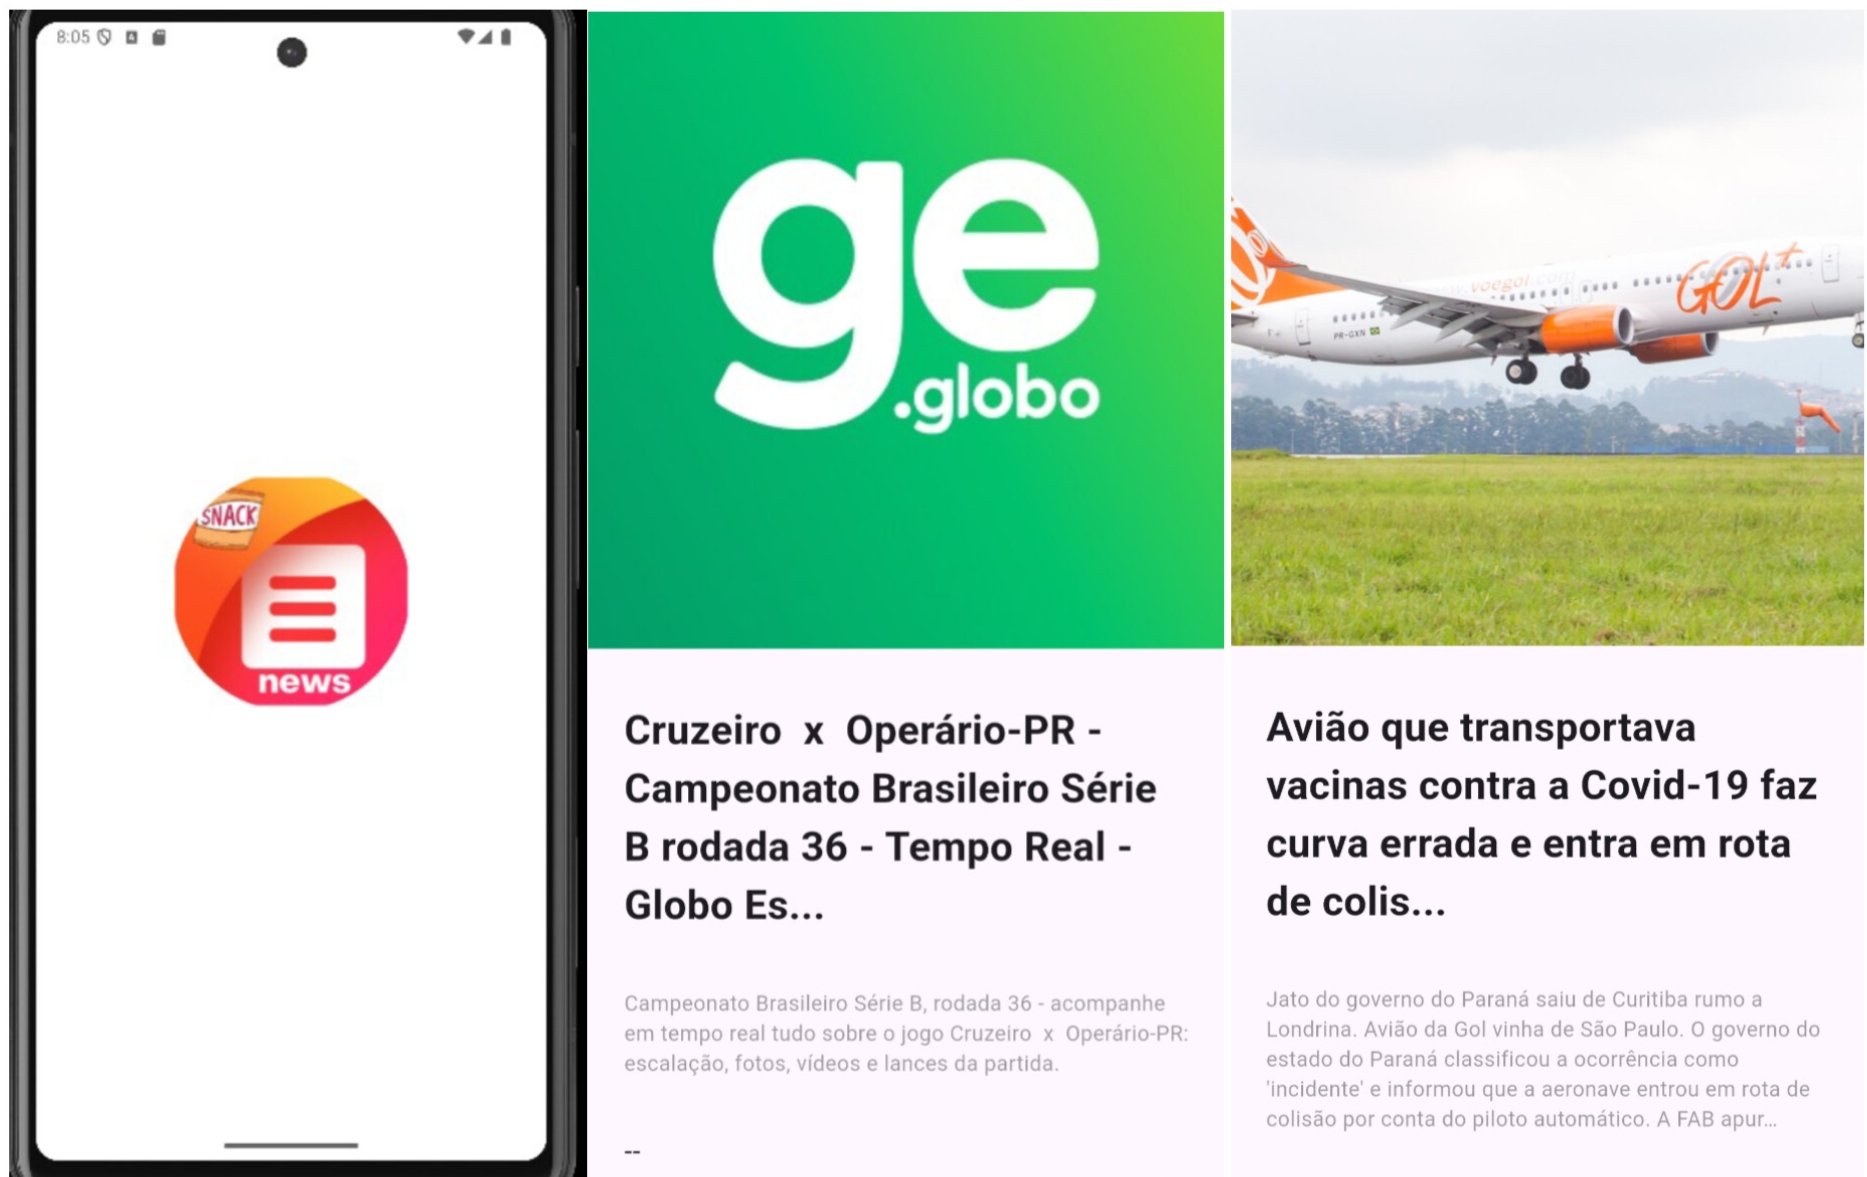 8:05
SNACK
news
ge
.globo
Cruzeiro x Operário-PR -
Campeonato Brasileiro Série
B rodada 36 - Tempo Real -
Globo Es...
Campeonato Brasileiro Série B, rodada 36 - acompanhe
em tempo real tudo sobre o jogo Cruzeiro x Operário-PR:
escalação, fotos, vídeos e lances da partida.
--
www.voegol.com
GOL
PR-GXN
Avião que transportava
vacinas contra a Covid-19 faz
curva errada e entra em rota
de colis...
Jato do governo do Paraná saiu de Curitiba rumo a
Londrina. Avião da Gol vinha de São Paulo. O governo do
estado do Paraná classificou a ocorrência como
'incidente' e informou que a aeronave entrou em rota de
colisão por conta do piloto automático. A FAB apur...